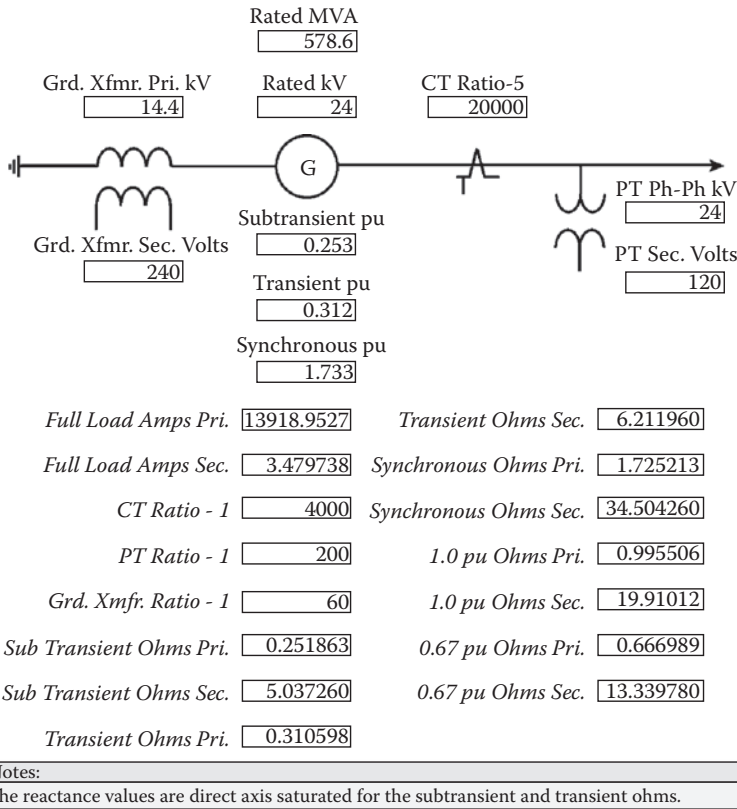 Rated MVA
578.6
Grd. Xfmr. Pri. kV
14.4
Rated kV
24
CT Ratio-5
20000
G
PT Ph-Ph kV
24
Grd. Xfmr. Sec. Volts
240
Subtransient pu
0.253
PT Sec. Volts
120
Transient pu
0.312
Synchronous pu
1.733
Full Load Amps Pri. 13918.9527
Transient Ohms Sec. 6.211960
Full Load Amps Sec. 3.479738
Synchronous Ohms Pri. 1.725213
CT Ratio - 1 4000
Synchronous Ohms Sec. 34.504260
PT Ratio - 1 200
1.0 pu Ohms Pri. 0.995506
Grd. Xmfr. Ratio - 1 60
1.0 pu Ohms Sec. 19.91012
Sub Transient Ohms Pri. 0.251863
0.67 pu Ohms Pri. 0.666989
Sub Transient Ohms Sec. 5.037260
0.67 pu Ohms Sec. 13.339780
Transient Ohms Pri. 0.310598
Notes:
he reactance values are direct axis saturated for the subtransient and transient ohms.